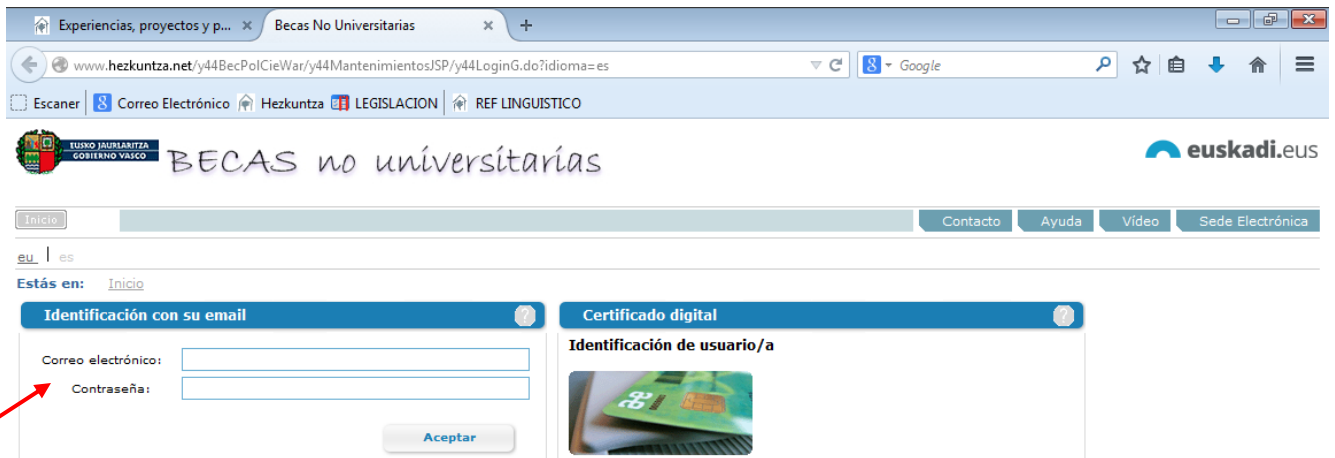 Experiencias, proyectos y p...
Becas No Universitarias
www.hezkuntza.net/y44BecPolCieWar/y44MantenimientosJSP/y44LoginG.do?idioma=es
Google
Escaner
Correo Electrónico
Hezkuntza
LEGISLACION
REF LINGUISTICO
EUSKO JAURLARITZA
GOBIERNO VASCO
BECAS no universitarias
euskadi.eus
Inicio
Contacto
Ayuda
Vídeo
Sede Electrónica
eu | es
Estás en: Inicio
Identificación con su email
Certificado digital
Correo electrónico:
Contraseña:
Aceptar
Identificación de usuario/a